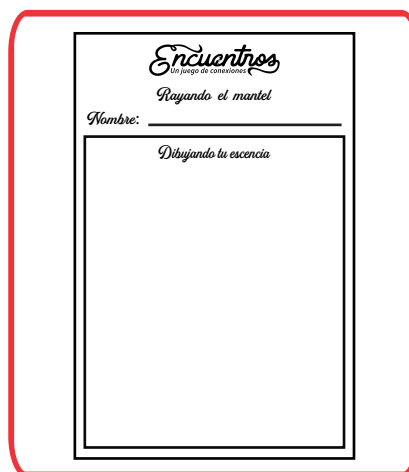 Encuentros
Un juego de conexiones
Rayando el mantel
Nombre:
Dibujando tu escencia